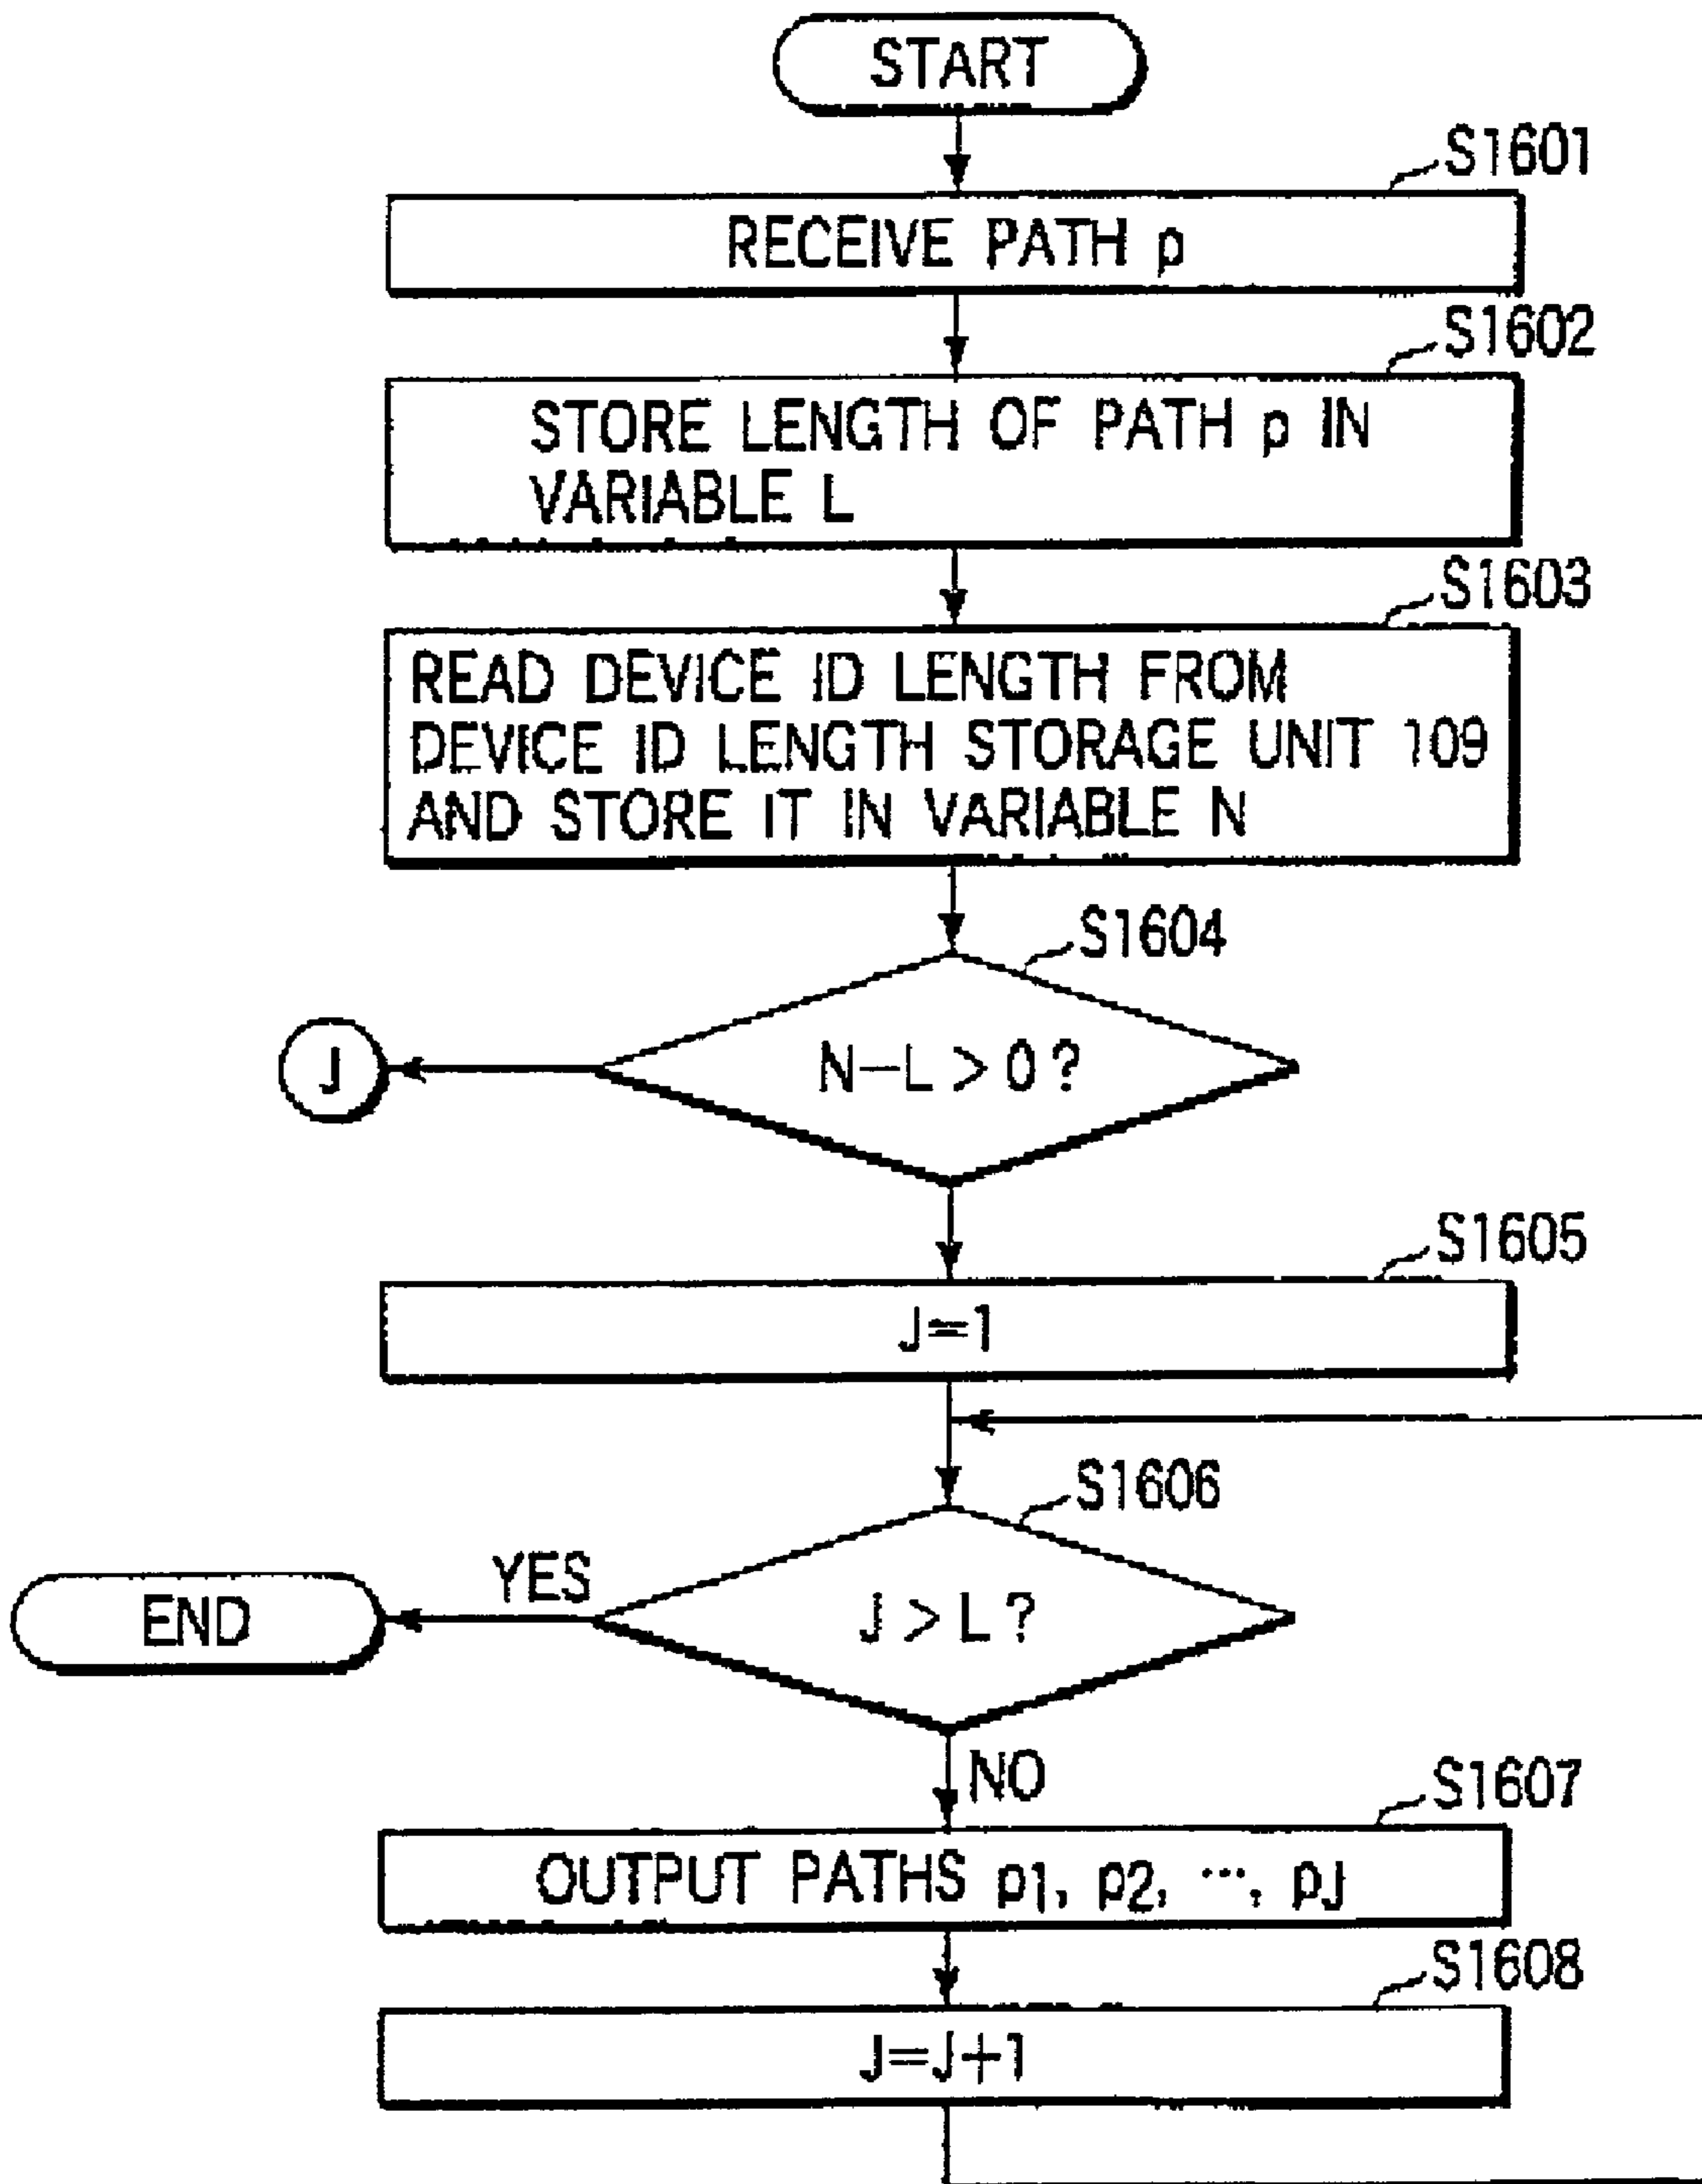 START
S1601
RECEIVE PATH p
S1602
STORE LENGTH OF PATH p IN
VARIABLE L
S1603
READ DEVICE ID LENGTH FROM
DEVICE ID LENGTH STORAGE UNIT 109
AND STORE IT IN VARIABLE N
S1604
J
N-L > 0 ?
S1605
J=1
S1606
YES
END
J > L ?
NO
S1607
OUTPUT PATHS p1, p2, ..., pJ
S1608
J=J+1